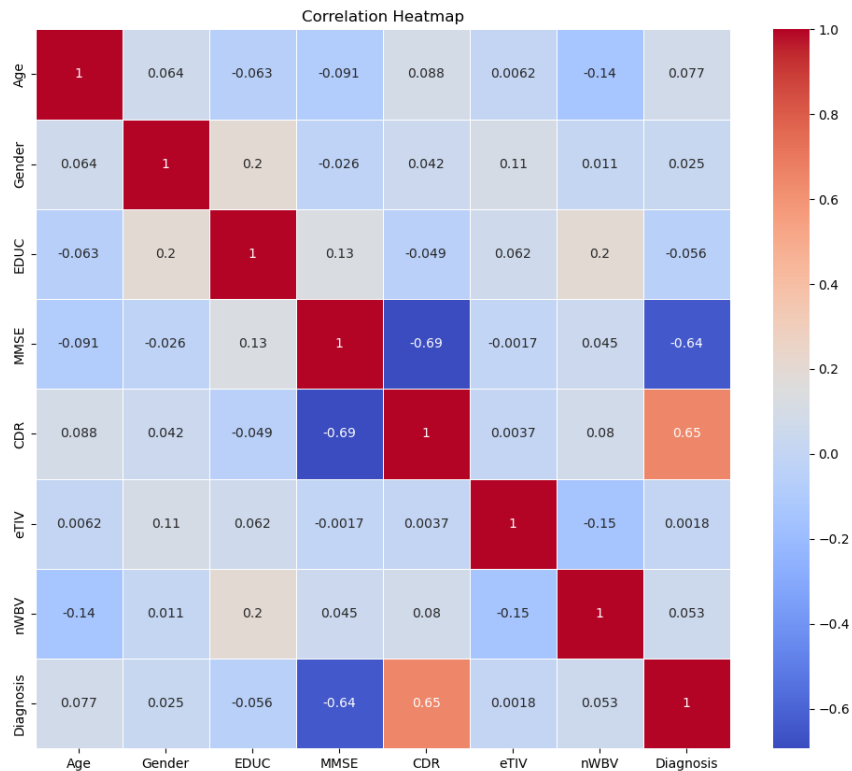 Correlation Heatmap
Age 1 0.064 -0.063 -0.091 0.088 0.0062 -0.14 0.077
Gender 0.064 1 0.2 -0.026 0.042 0.11 0.011 0.025
EDUC -0.063 0.2 1 0.13 -0.049 0.062 0.2 -0.056
MMSE -0.091 -0.026 0.13 1 -0.69 -0.0017 0.045 -0.64
CDR 0.088 0.042 -0.049 -0.69 1 0.0037 0.08 0.65
eTIV 0.0062 0.11 0.062 -0.0017 0.0037 1 -0.15 0.0018
nWBV -0.14 0.011 0.2 0.045 0.08 -0.15 1 0.053
Diagnosis 0.077 0.025 -0.056 -0.64 0.65 0.0018 0.053 1
Age Gender EDUC MMSE CDR eTIV nWBV Diagnosis
1.0
0.8
0.6
0.4
0.2
0.0
−0.2
−0.4
−0.6